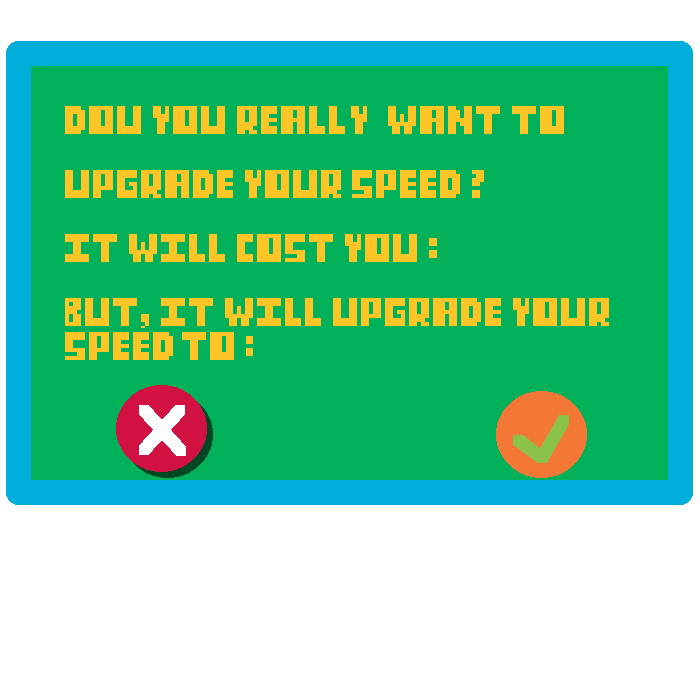 DOU YOU REALLY WANT TO
UPGRADE YOUR SPEED ?
IT WILL COST YOU :
BUT, IT WILL UPGRADE YOUR
SPEED TO :